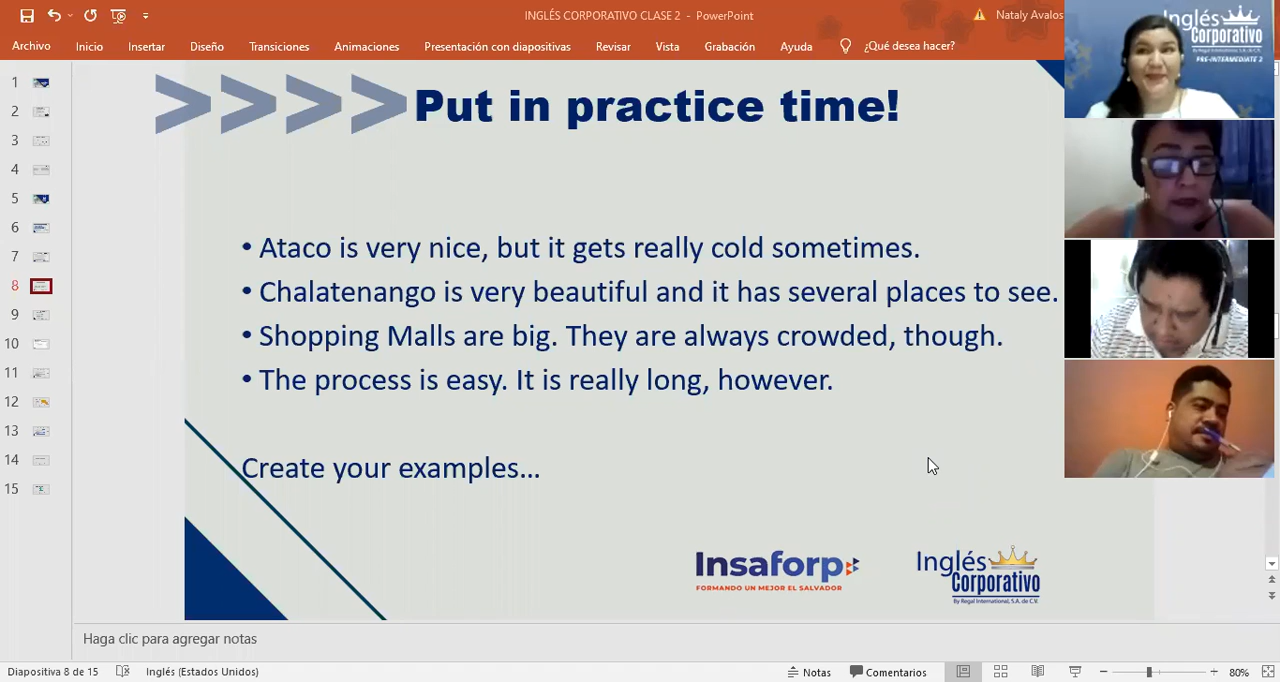 INGLÉS CORPORATIVO CLASE 2 - PowerPoint
Nataly Avalos
Archivo Inicio Insertar Diseño Transiciones Animaciones Presentación con diapositivas Revisar Vista Grabación Ayuda ¿Qué desea hacer?
Inglés
Corporativo
PRE-INTERMEDIATE 2
1
2
3
4
5
6
7
8
9
10
11
12
13
14
15
>>>> Put in practice time!
• Ataco is very nice, but it gets really cold sometimes.
• Chalatenango is very beautiful and it has several places to see.
• Shopping Malls are big. They are always crowded, though.
• The process is easy. It is really long, however.
Create your examples...
Insaforp
FORMANDO UN MEJOR EL SALVADOR
Inglés
Corporativo
By Regal International, S.A. de C.V.
Haga clic para agregar notas
Diapositiva 8 de 15 Inglés (Estados Unidos) Notas Comentarios 80%